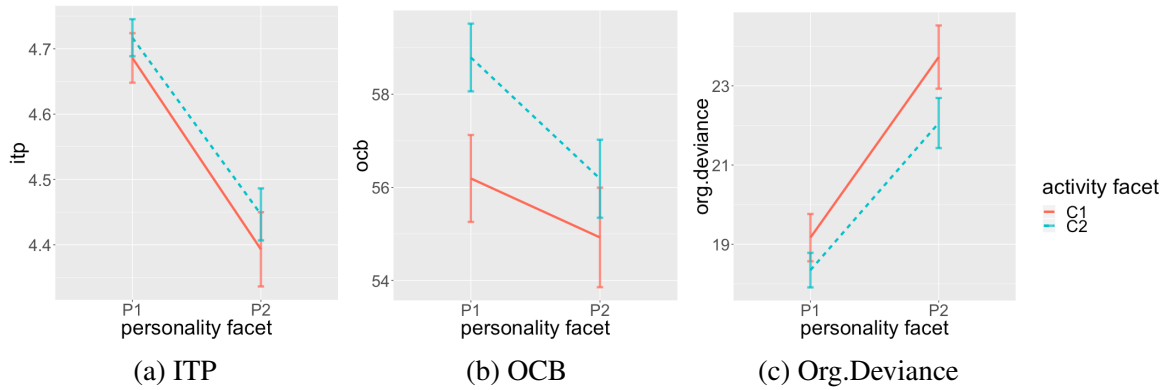 itp
4.7
4.6
4.5
4.4
P1
P2
personality facet
(a) ITP
ocb
58
56
54
P1
P2
personality facet
(b) OCB
org.deviance
23
21
19
P1
P2
personality facet
(c) Org.Deviance
activity facet
C1
C2